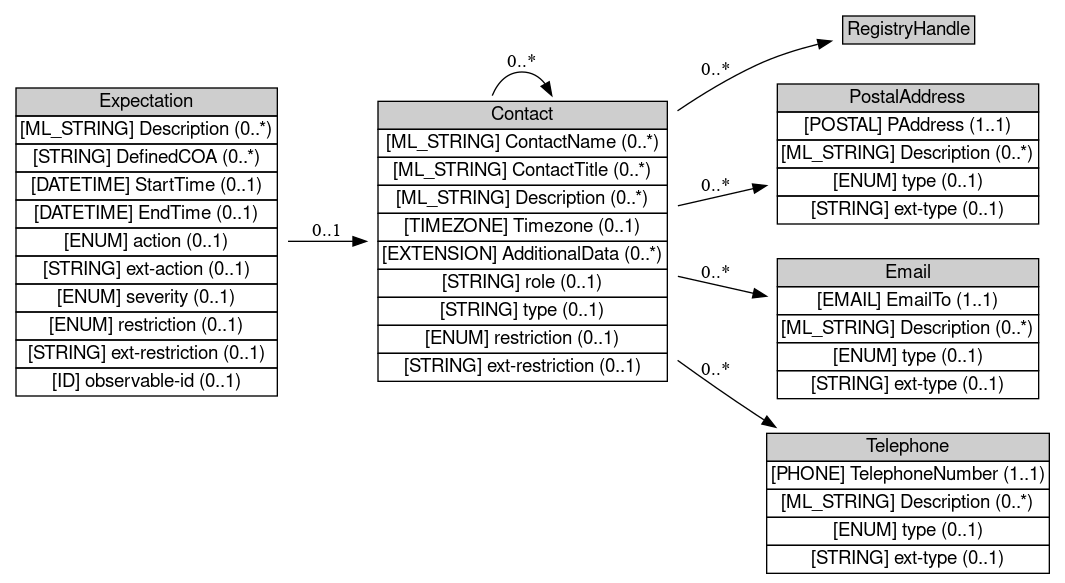 Expectation
[ML_STRING] Description (0..*)
[STRING] DefinedCOA (0..*)
[DATETIME] StartTime (0..1)
[DATETIME] EndTime (0..1)
[ENUM] action (0..1)
[STRING] ext-action (0..1)
[ENUM] severity (0..1)
[ENUM] restriction (0..1)
[STRING] ext-restriction (0..1)
[ID] observable-id (0..1)
0..1
0..*
Contact
[ML_STRING] ContactName (0..*)
[ML_STRING] ContactTitle (0..*)
[ML_STRING] Description (0..*)
[TIMEZONE] Timezone (0..1)
[EXTENSION] AdditionalData (0..*)
[STRING] role (0..1)
[STRING] type (0..1)
[ENUM] restriction (0..1)
[STRING] ext-restriction (0..1)
0..*
RegistryHandle
0..*
PostalAddress
[POSTAL] PAddress (1..1)
[ML_STRING] Description (0..*)
[ENUM] type (0..1)
[STRING] ext-type (0..1)
0..*
Email
[EMAIL] EmailTo (1..1)
[ML_STRING] Description (0..*)
[ENUM] type (0..1)
[STRING] ext-type (0..1)
0..*
Telephone
[PHONE] TelephoneNumber (1..1)
[ML_STRING] Description (0..*)
[ENUM] type (0..1)
[STRING] ext-type (0..1)